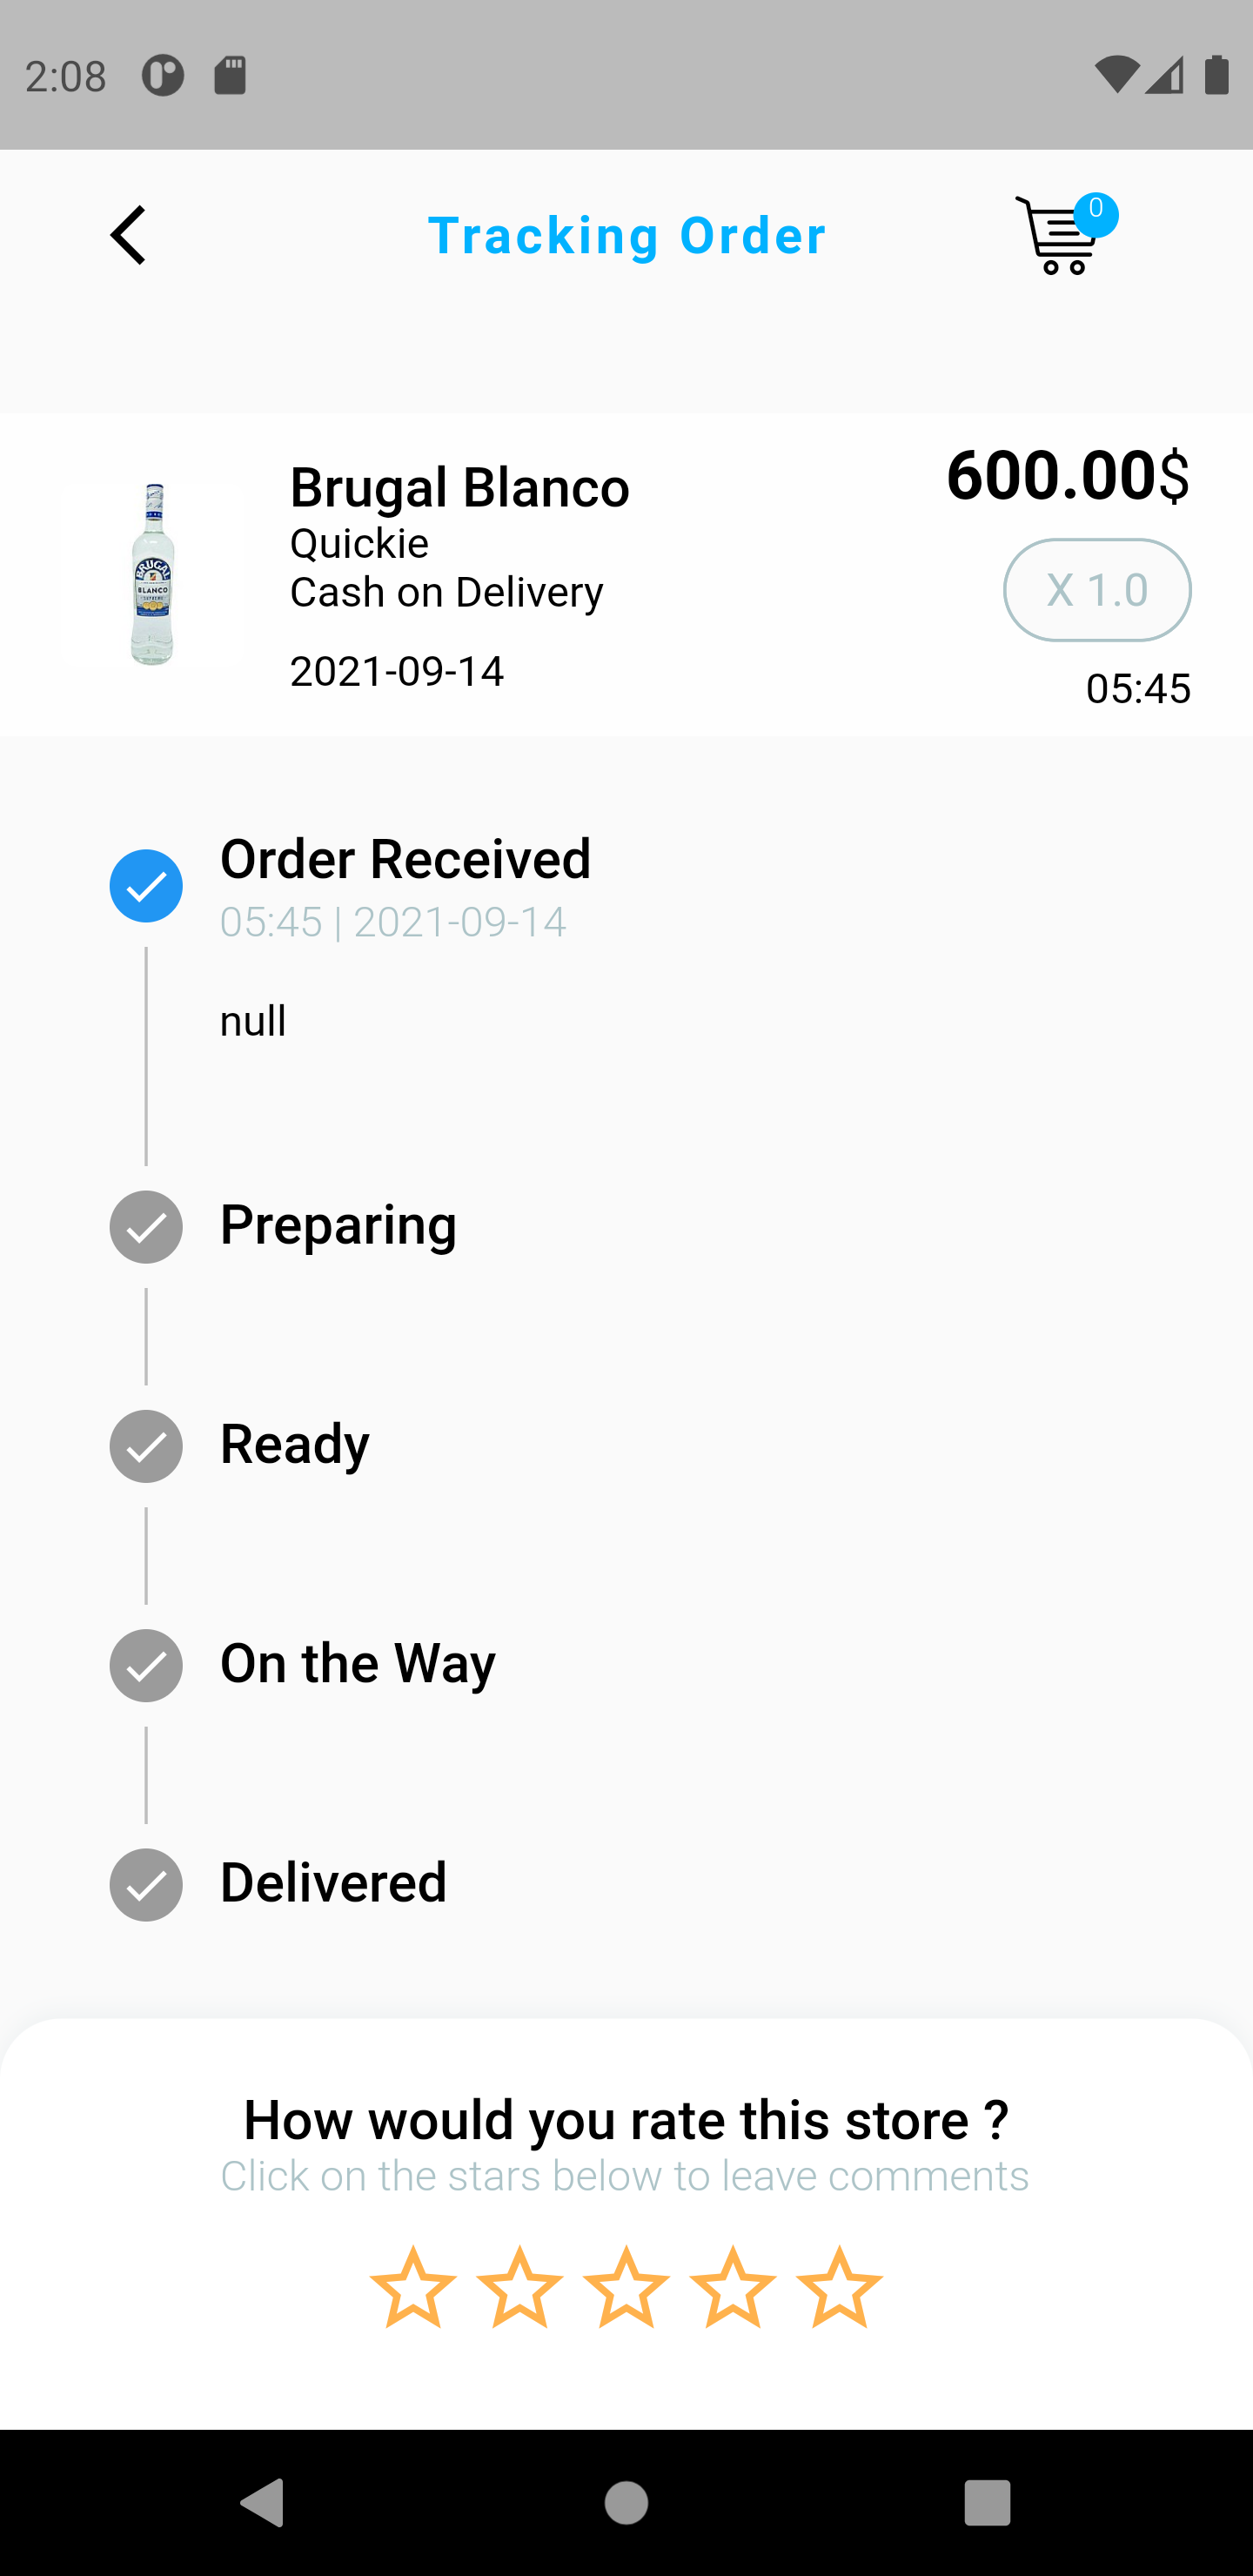 2:08
Tracking Order
0
Brugal Blanco
600.00$
Quickie
Cash on Delivery
X 1.0
2021-09-14
05:45
BRUGAL
BLANCO
Order Received
05:45 | 2021-09-14
null
Preparing
Ready
On the Way
Delivered
How would you rate this store ?
Click on the stars below to leave comments